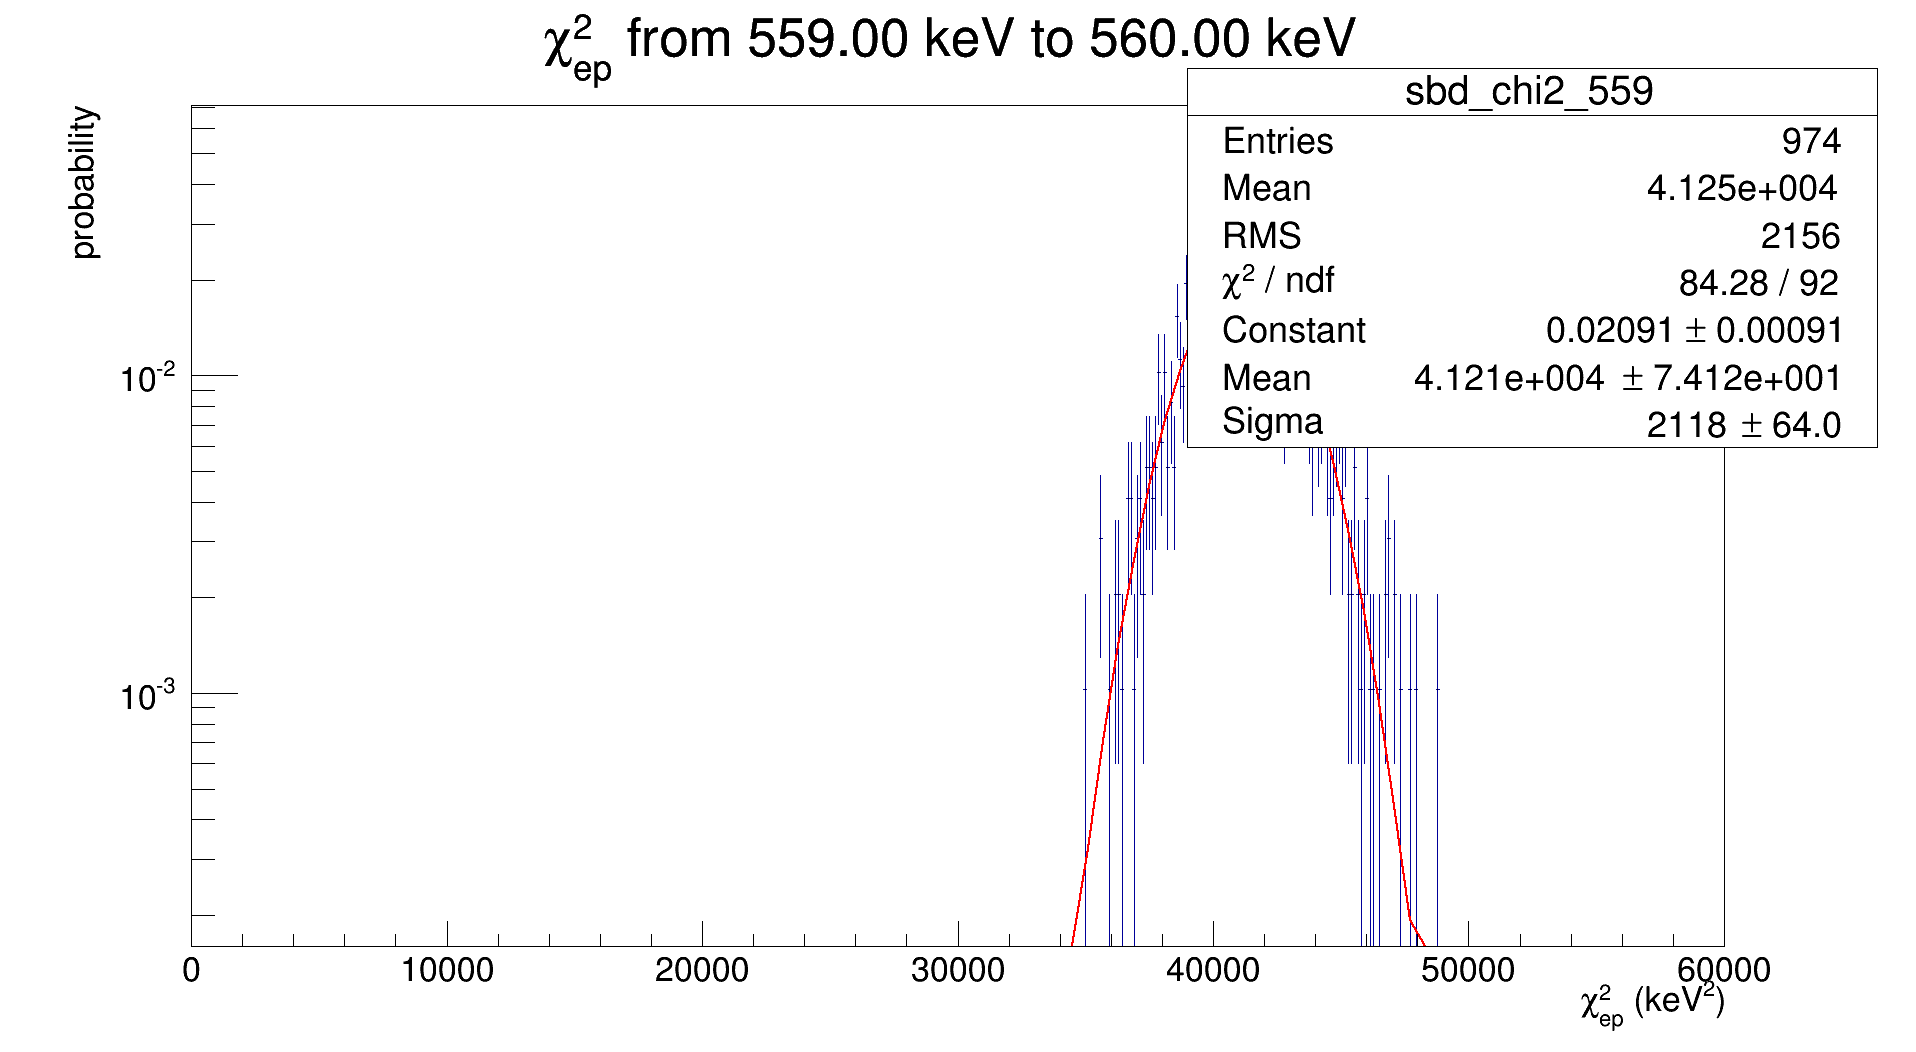 χ²ep from 559.00 keV to 560.00 keV
probability
sbd_chi2_559
Entries 974
Mean 4.125e+004
RMS 2156
χ² / ndf 84.28 / 92
Constant 0.02091 ± 0.00091
Mean 4.121e+004 ± 7.412e+001
Sigma 2118 ± 64.0
10⁻²
10⁻³
0 10000 20000 30000 40000 50000 60000
χ²ep (keV²)